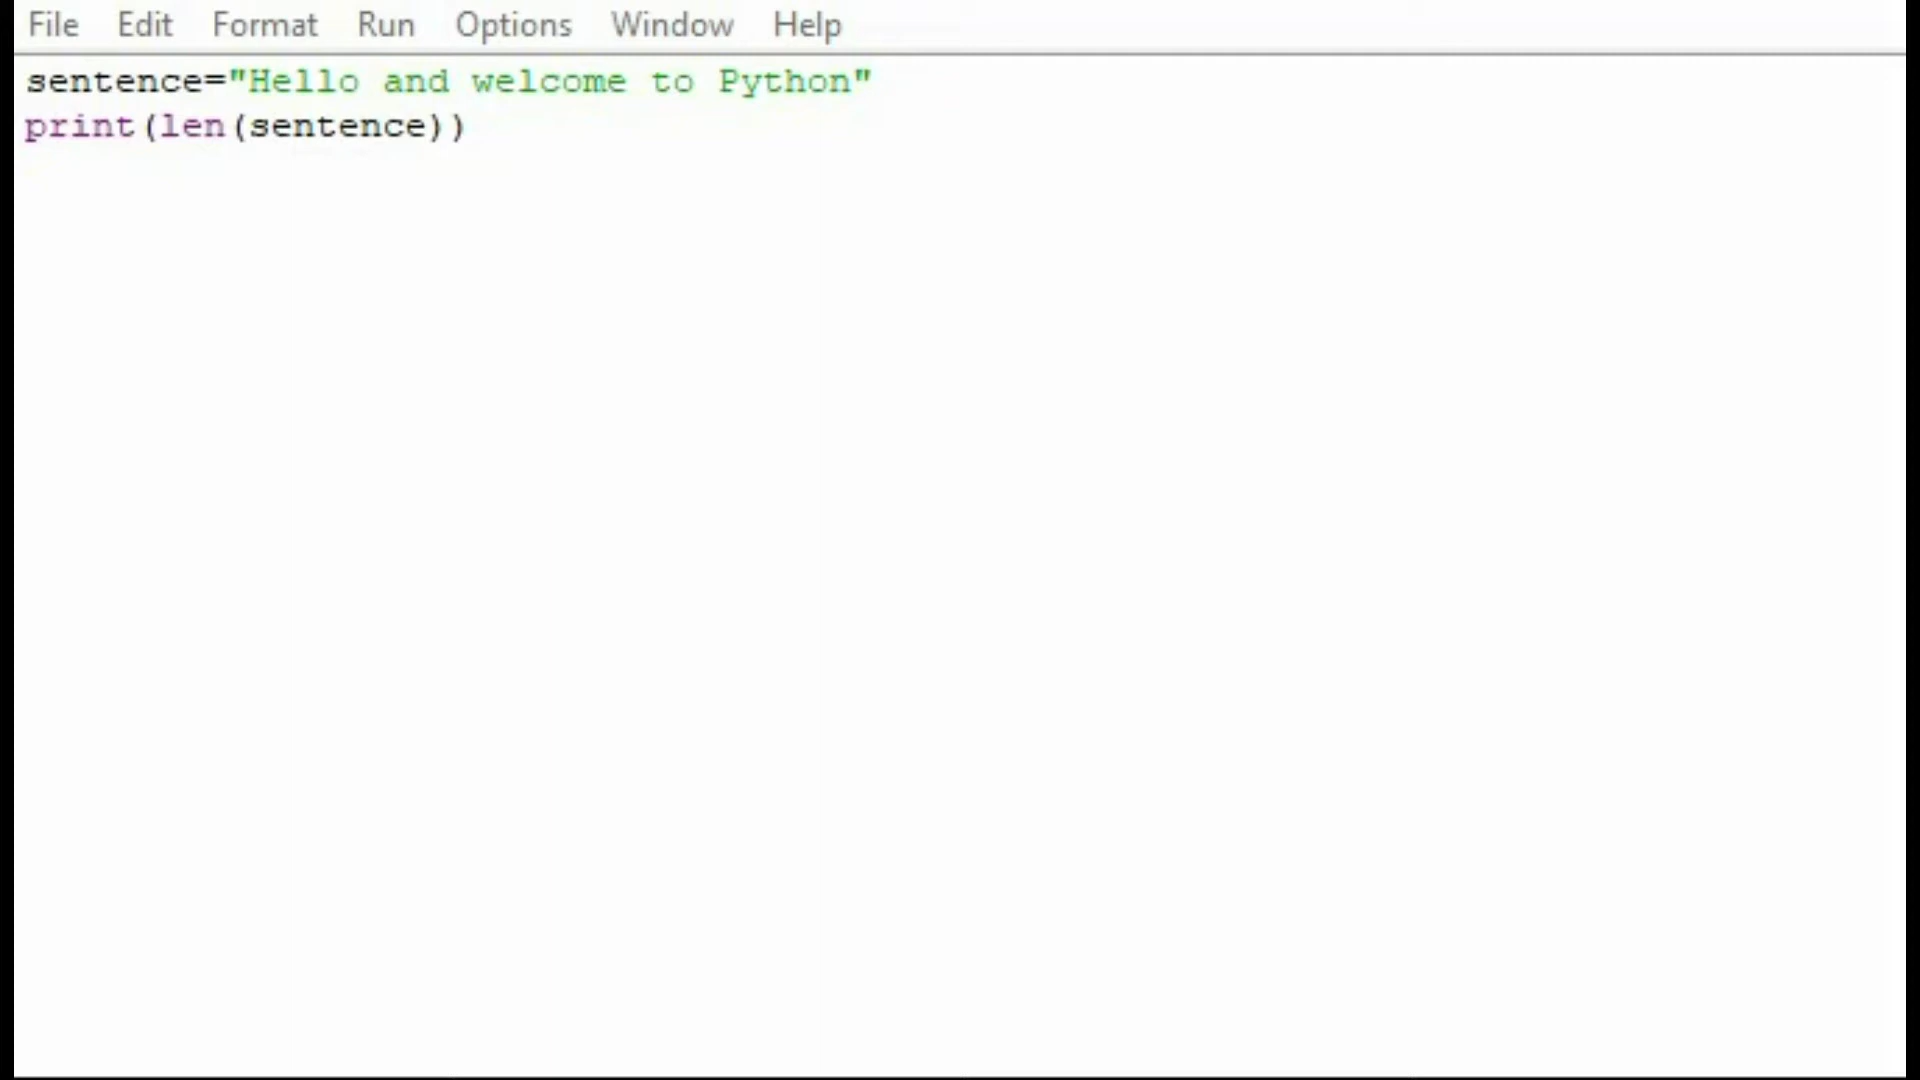 File Edit Format Run Options Window Help
sentence="Hello and welcome to Python"
print(len(sentence))